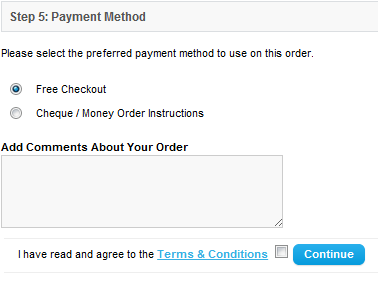 Step 5: Payment Method
Please select the preferred payment method to use on this order.
Free Checkout
Cheque / Money Order Instructions
Add Comments About Your Order
I have read and agree to the Terms & Conditions Continue